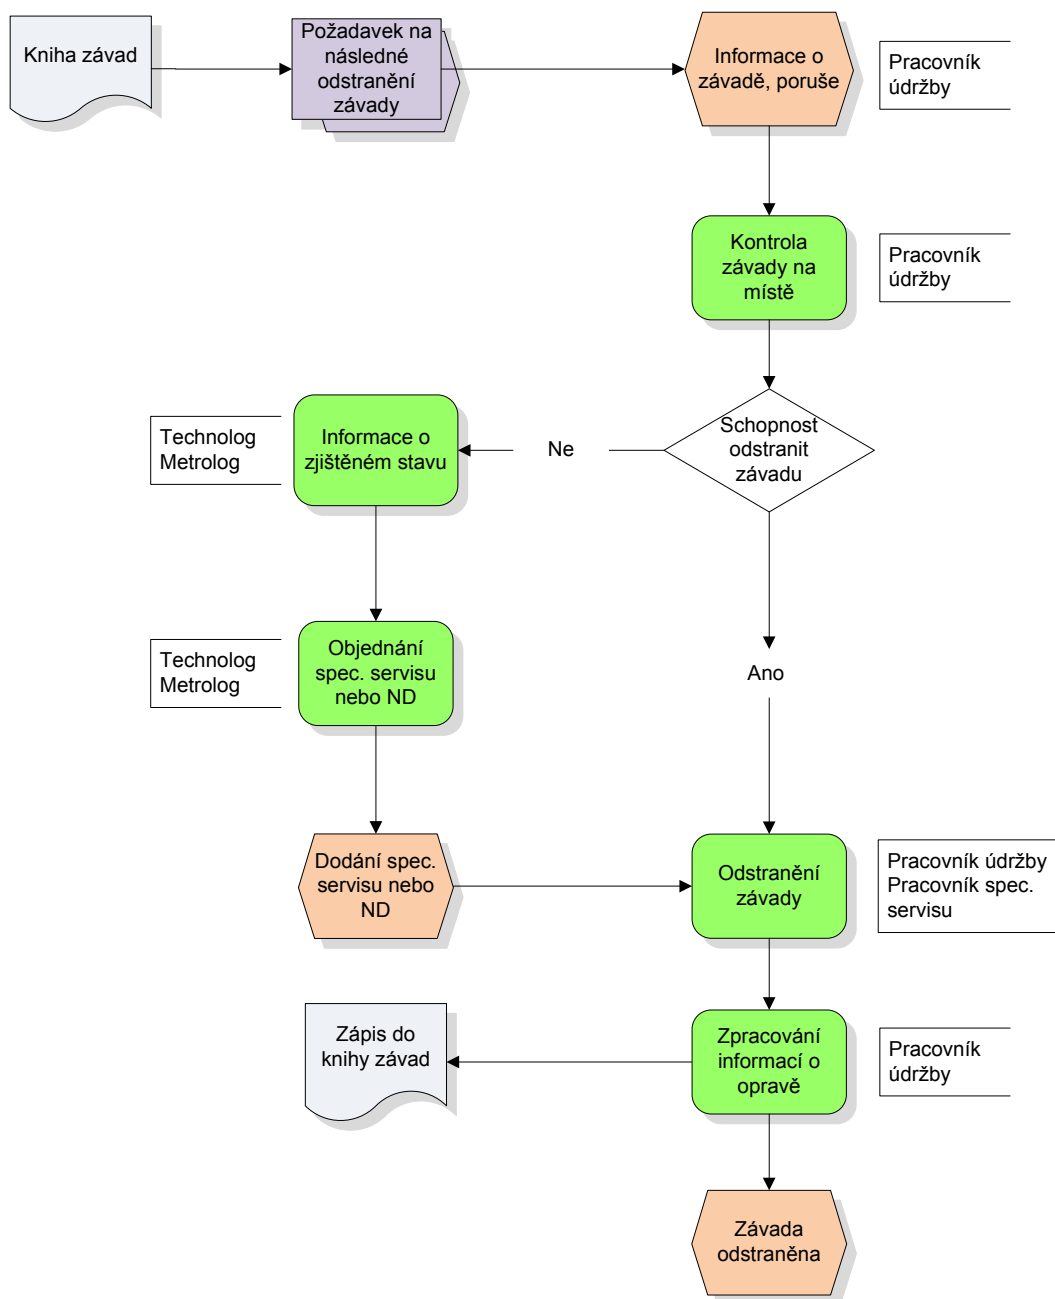 Kniha závad
Požadavek na
následné
odstranění
závady
Informace o
závadě, poruše
Pracovník
údržby
Kontrola
závady na
místě
Pracovník
údržby
Schopnost
odstranit
závadu
Ne
Informace o
zjištěném stavu
Technolog
Metrolog
Objednání
spec. servisu
nebo ND
Technolog
Metrolog
Ano
Dodání spec.
servisu nebo
ND
Odstranění
závady
Pracovník údržby
Pracovník spec.
servisu
Zápis do
knihy závad
Zpracování
informací o
opravě
Pracovník
údržby
Závada
odstraněna